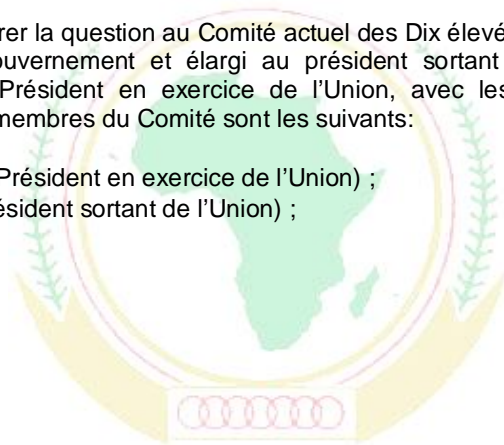 rer la question au Comité actuel des Dix élevé
ouvernement et élargi au président sortant
Président en exercice de l’Union, avec les
membres du Comité sont les suivants:
Président en exercice de l’Union) ;
ésident sortant de l’Union) ;